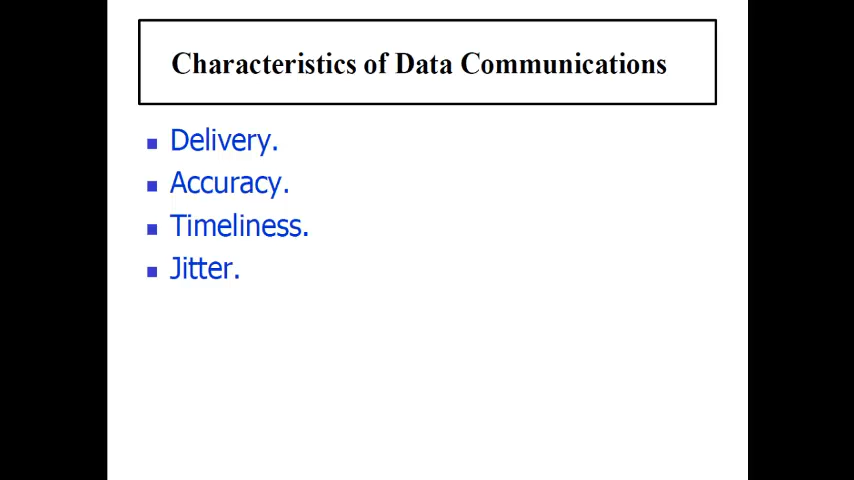 Characteristics of Data Communications
Delivery.
Accuracy.
Timeliness.
Jitter.